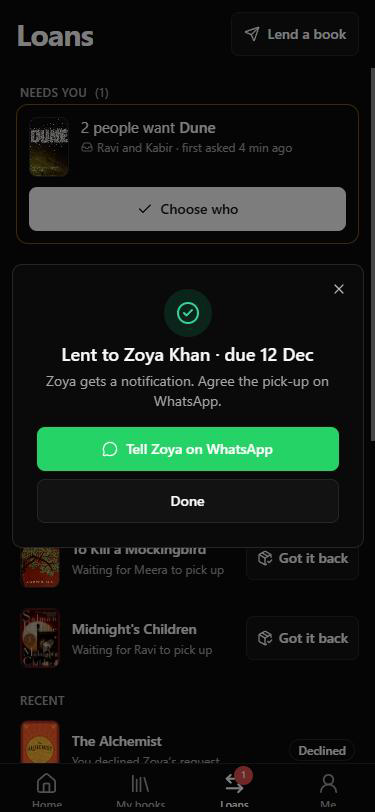 Loans
Lend a book
NEEDS YOU (1)
DUNE
2 people want Dune
Ravi and Kabir · first asked 4 min ago
Choose who
Lent to Zoya Khan · due 12 Dec
Zoya gets a notification. Agree the pick-up on
WhatsApp.
Tell Zoya on WhatsApp
Done
To Kill a Mockingbird
Waiting for Meera to pick up
Got it back
Midnight's Children
Waiting for Ravi to pick up
Got it back
RECENT
The Alchemist
You declined Zoya's request
Declined
1
Home
My books
Loans
Me